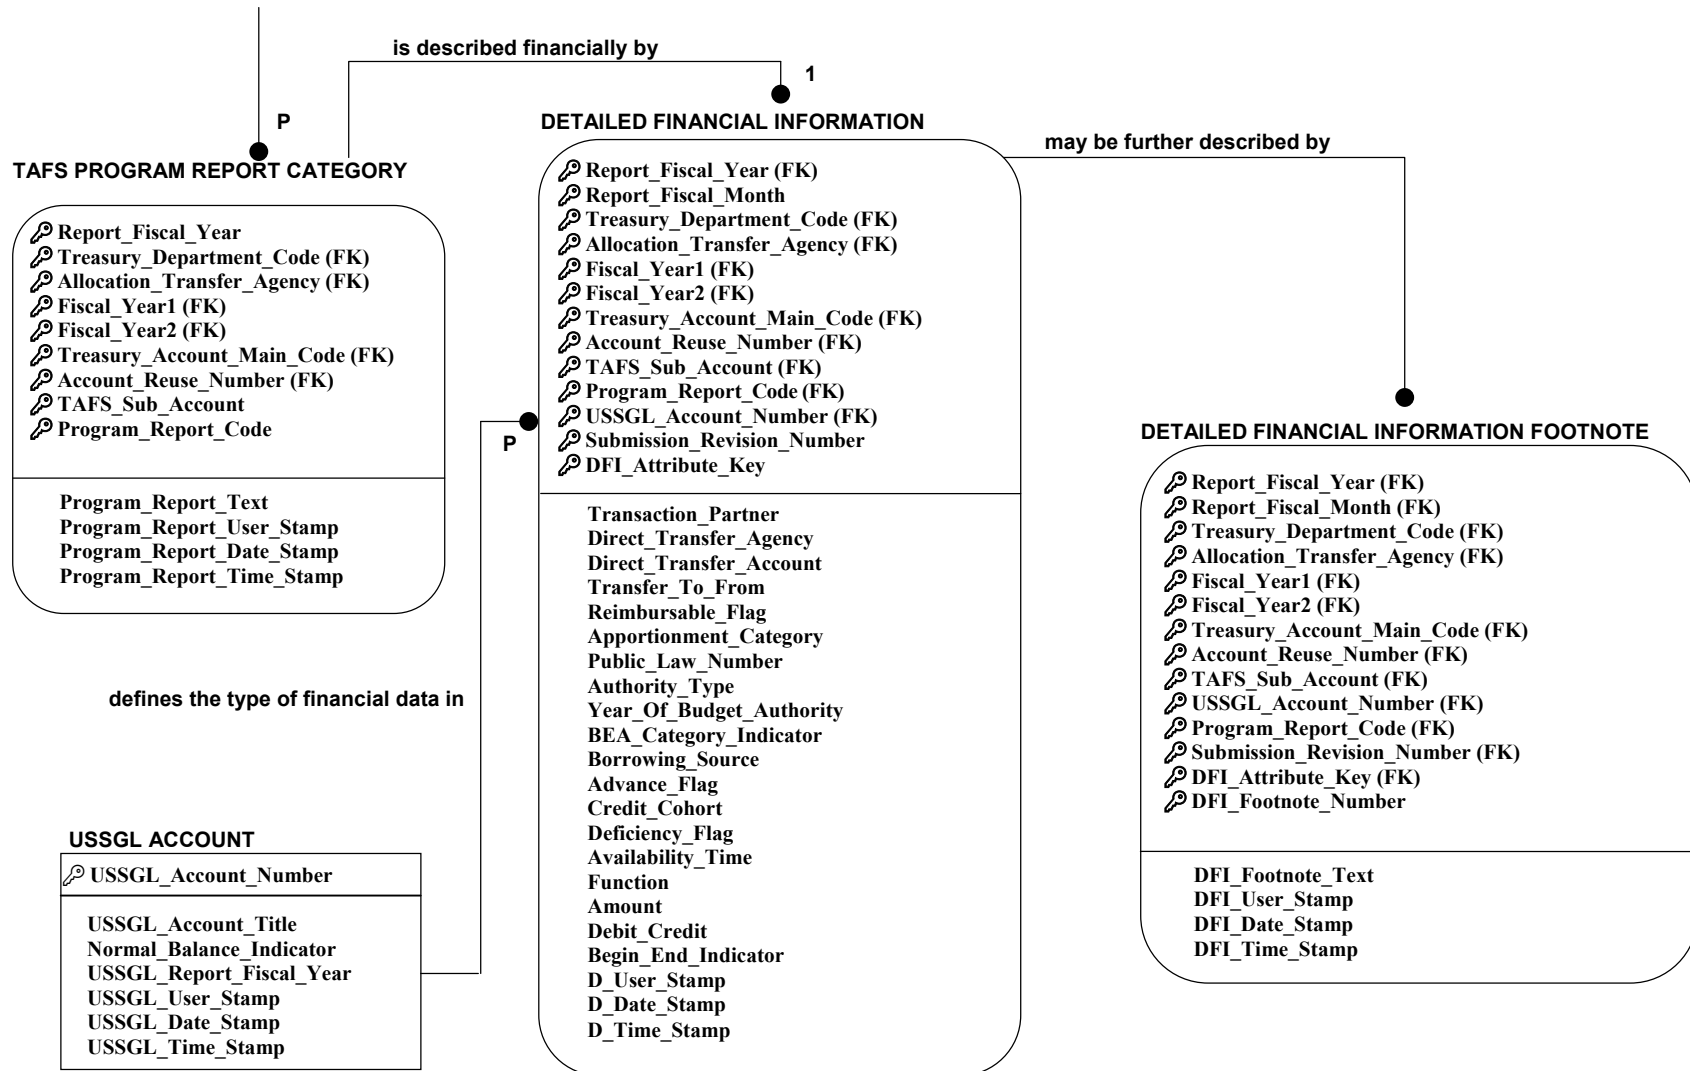 is described financially by
1
P
TAFS PROGRAM REPORT CATEGORY
Report_Fiscal_Year
Treasury_Department_Code (FK)
Allocation_Transfer_Agency (FK)
Fiscal_Year1 (FK)
Fiscal_Year2 (FK)
Treasury_Account_Main_Code (FK)
Account_Reuse_Number (FK)
TAFS_Sub_Account
Program_Report_Code
Program_Report_Text
Program_Report_User_Stamp
Program_Report_Date_Stamp
Program_Report_Time_Stamp
defines the type of financial data in
P
USSGL ACCOUNT
USSGL_Account_Number
USSGL_Account_Title
Normal_Balance_Indicator
USSGL_Report_Fiscal_Year
USSGL_User_Stamp
USSGL_Date_Stamp
USSGL_Time_Stamp
DETAILED FINANCIAL INFORMATION
Report_Fiscal_Year (FK)
Report_Fiscal_Month
Treasury_Department_Code (FK)
Allocation_Transfer_Agency (FK)
Fiscal_Year1 (FK)
Fiscal_Year2 (FK)
Treasury_Account_Main_Code (FK)
Account_Reuse_Number (FK)
TAFS_Sub_Account (FK)
Program_Report_Code (FK)
USSGL_Account_Number (FK)
Submission_Revision_Number
DFI_Attribute_Key
Transaction_Partner
Direct_Transfer_Agency
Direct_Transfer_Account
Transfer_To_From
Reimbursable_Flag
Apportionment_Category
Public_Law_Number
Authority_Type
Year_Of_Budget_Authority
BEA_Category_Indicator
Borrowing_Source
Advance_Flag
Credit_Cohort
Deficiency_Flag
Availability_Time
Function
Amount
Debit_Credit
Begin_End_Indicator
D_User_Stamp
D_Date_Stamp
D_Time_Stamp
may be further described by
DETAILED FINANCIAL INFORMATION FOOTNOTE
Report_Fiscal_Year (FK)
Report_Fiscal_Month (FK)
Treasury_Department_Code (FK)
Allocation_Transfer_Agency (FK)
Fiscal_Year1 (FK)
Fiscal_Year2 (FK)
Treasury_Account_Main_Code (FK)
Account_Reuse_Number (FK)
TAFS_Sub_Account (FK)
USSGL_Account_Number (FK)
Program_Report_Code (FK)
Submission_Revision_Number (FK)
DFI_Attribute_Key (FK)
DFI_Footnote_Number
DFI_Footnote_Text
DFI_User_Stamp
DFI_Date_Stamp
DFI_Time_Stamp